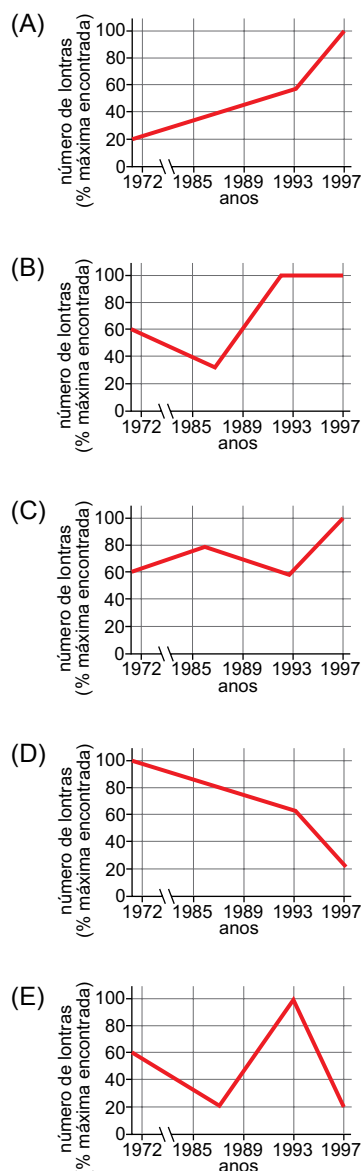 (A)
número de lontras
(% máxima encontrada)
100
80
60
40
20
0
1972 1985 1989 1993 1997
anos
(B)
número de lontras
(% máxima encontrada)
100
80
60
40
20
0
1972 1985 1989 1993 1997
anos
(C)
número de lontras
(% máxima encontrada)
100
80
60
40
20
0
1972 1985 1989 1993 1997
anos
(D)
número de lontras
(% máxima encontrada)
100
80
60
40
20
0
1972 1985 1989 1993 1997
anos
(E)
número de lontras
(% máxima encontrada)
100
80
60
40
20
0
1972 1985 1989 1993 1997
anos